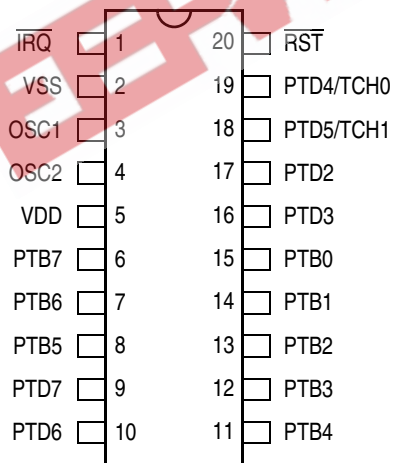 IRQ 1 20 RST
VSS 2 19 PTD4/TCH0
OSC1 3 18 PTD5/TCH1
OSC2 4 17 PTD2
VDD 5 16 PTD3
PTB7 6 15 PTB0
PTB6 7 14 PTB1
PTB5 8 13 PTB2
PTD7 9 12 PTB3
PTD6 10 11 PTB4